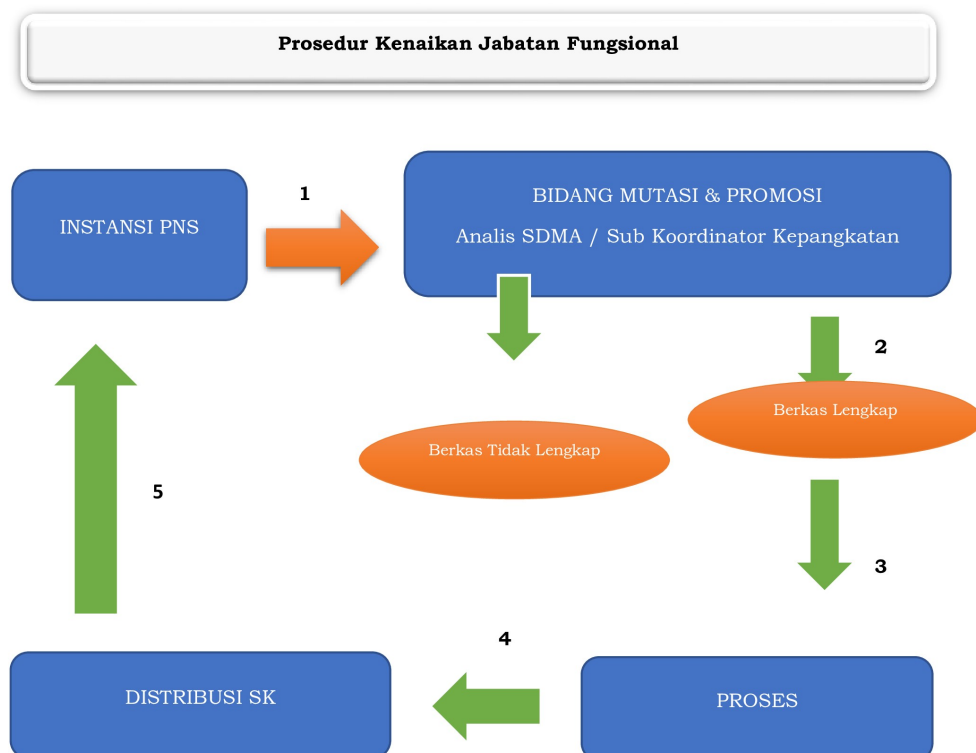 Prosedur Kenaikan Jabatan Fungsional
1
INSTANSI PNS
BIDANG MUTASI & PROMOSI
Analis SDMA / Sub Koordinator Kepangkatan
2
Berkas Lengkap
Berkas Tidak Lengkap
5
3
4
DISTRIBUSI SK
PROSES